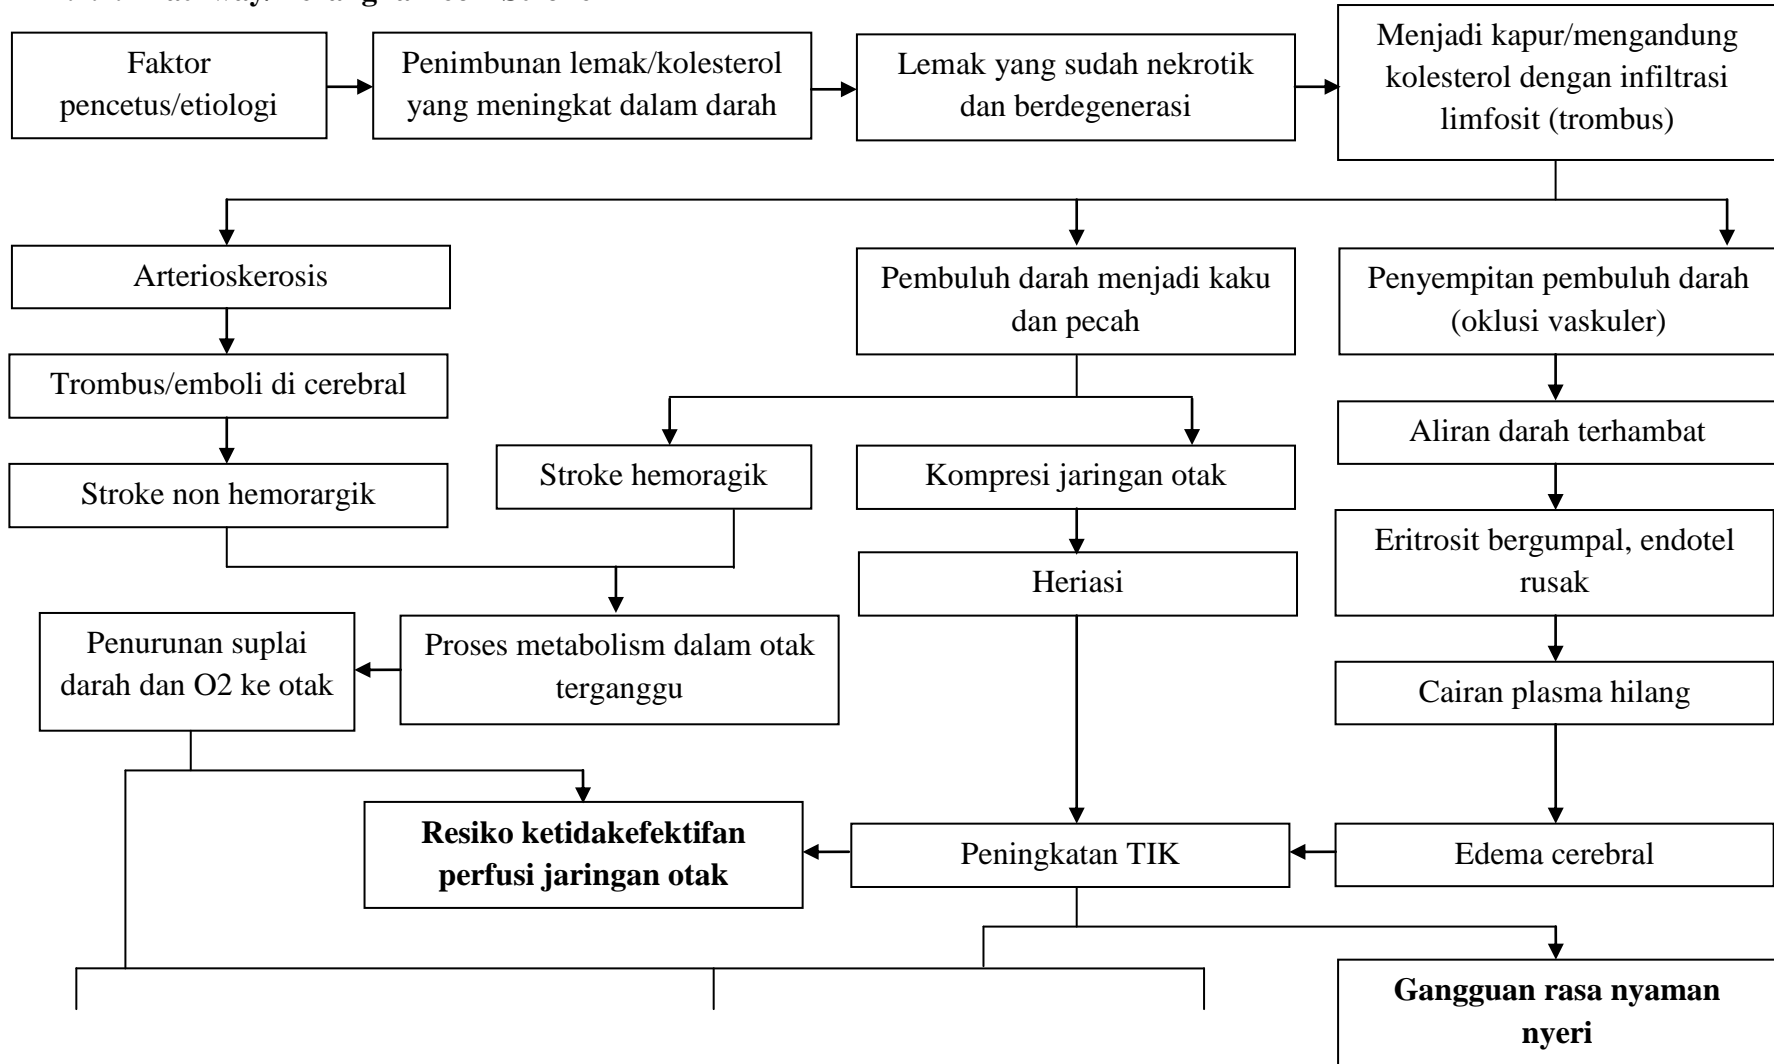 Faktor
pencetus/etiologi
Penimbunan lemak/kolesterol
yang meningkat dalam darah
Lemak yang sudah nekrotik
dan berdegenerasi
Menjadi kapur/mengandung
kolesterol dengan infiltrasi
limfosit (trombus)
Arterioskerosis
Pembuluh darah menjadi kaku
dan pecah
Penyempitan pembuluh darah
(oklusi vaskuler)
Trombus/emboli di cerebral
Aliran darah terhambat
Stroke non hemorargik
Stroke hemoragik
Kompresi jaringan otak
Eritrosit bergumpal, endotel
rusak
Heriasi
Penurunan suplai
darah dan O2 ke otak
Proses metabolism dalam otak
terganggu
Cairan plasma hilang
Resiko ketidakefektifan
perfusi jaringan otak
Peningkatan TIK
Edema cerebral
Gangguan rasa nyaman
nyeri